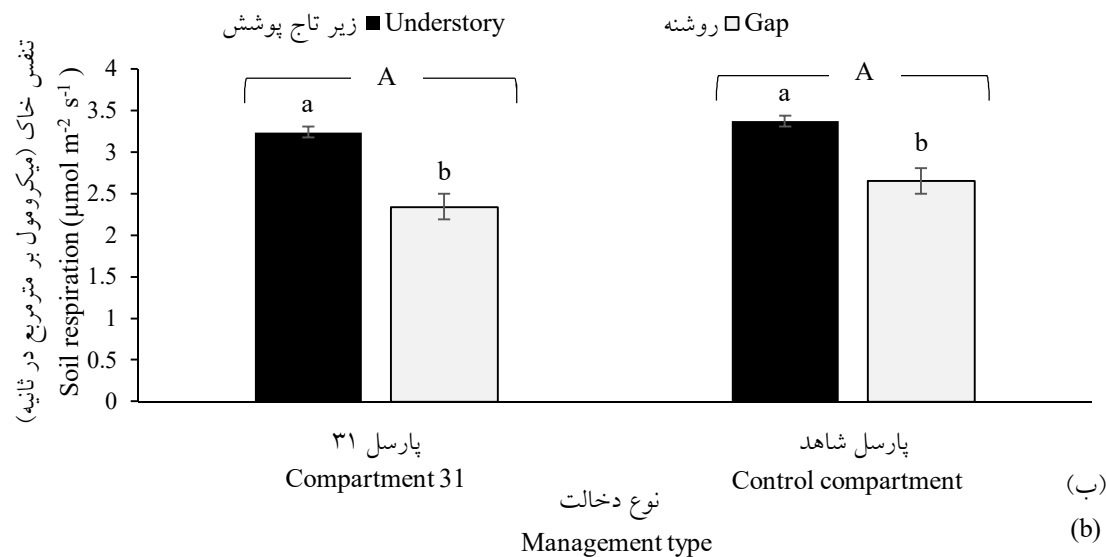 زیر تاج پوشش ■ Understory
روشنه □ Gap
تنفس خاک (میکرومول بر مترمربع در ثانیه)
Soil respiration (µmol m⁻² s⁻¹ )
4
3.5
3
2.5
2
1.5
1
0.5
0
A
a
b
A
a
b
پارسل ۳۱
Compartment 31
پارسل شاهد
Control compartment
نوع دخالت
Management type
(ب)
(b)